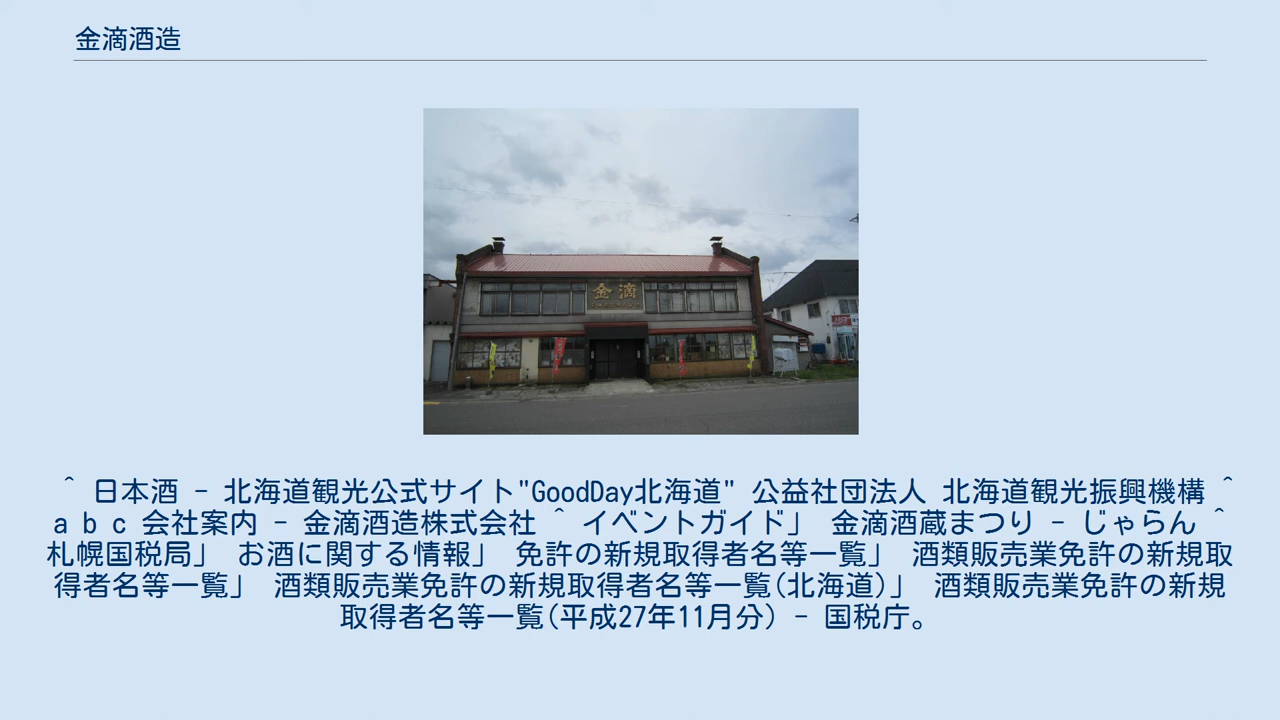 金滴酒造
金滴
^ 日本酒 - 北海道観光公式サイト"GoodDay北海道" 公益社団法人 北海道観光振興機構 ^
a b c 会社案内 - 金滴酒造株式会社 ^ イベントガイド」 金滴酒蔵まつり - じゃらん ^
札幌国税局」 お酒に関する情報」 免許の新規取得者名等一覧」 酒類販売業免許の新規取
得者名等一覧」 酒類販売業免許の新規取得者名等一覧(北海道)」 酒類販売業免許の新規
取得者名等一覧(平成27年11月分) - 国税庁。